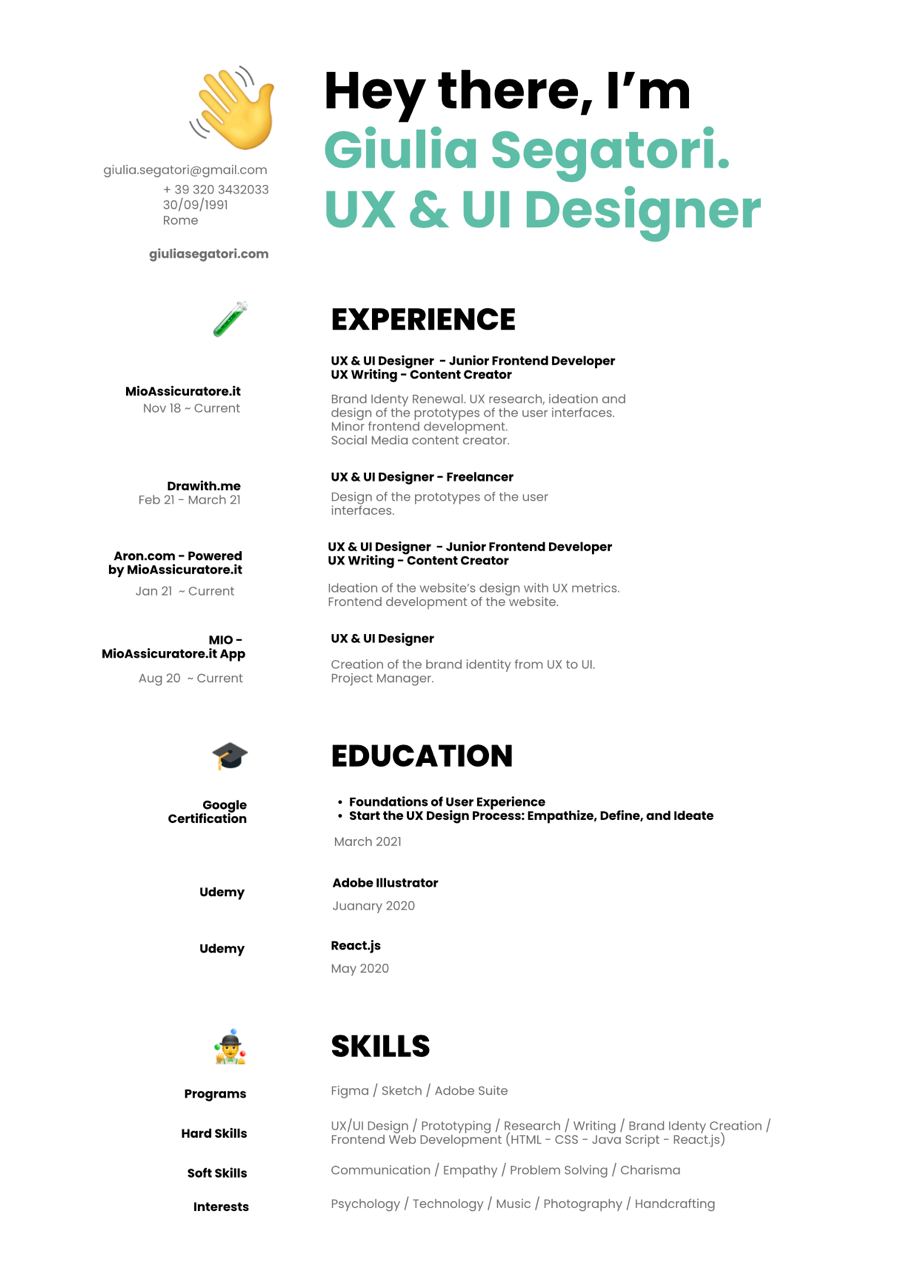 Hey there, I’m
Giulia Segatori.
UX & UI Designer
giulia.segatori@gmail.com
+ 39 320 3432033
30/09/1991
Rome
giuliasegatori.com
EXPERIENCE
MioAssicuratore.it
Nov 18 ~ Current
UX & UI Designer - Junior Frontend Developer
UX Writing - Content Creator
Brand Identy Renewal. UX research, ideation and
design of the prototypes of the user interfaces.
Minor frontend development.
Social Media content creator.
Drawith.me
Feb 21 - March 21
UX & UI Designer - Freelancer
Design of the prototypes of the user
interfaces.
Aron.com - Powered
by MioAssicuratore.it
Jan 21 ~ Current
UX & UI Designer - Junior Frontend Developer
UX Writing - Content Creator
Ideation of the website’s design with UX metrics.
Frontend development of the website.
MIO -
MioAssicuratore.it App
Aug 20 ~ Current
UX & UI Designer
Creation of the brand identity from UX to UI.
Project Manager.
EDUCATION
Google
Certification
• Foundations of User Experience
• Start the UX Design Process: Empathize, Define, and Ideate
March 2021
Udemy
Adobe Illustrator
Juanary 2020
Udemy
React.js
May 2020
SKILLS
Programs
Figma / Sketch / Adobe Suite
Hard Skills
UX/UI Design / Prototyping / Research / Writing / Brand Identy Creation /
Frontend Web Development (HTML - CSS - Java Script - React.js)
Soft Skills
Communication / Empathy / Problem Solving / Charisma
Interests
Psychology / Technology / Music / Photography / Handcrafting